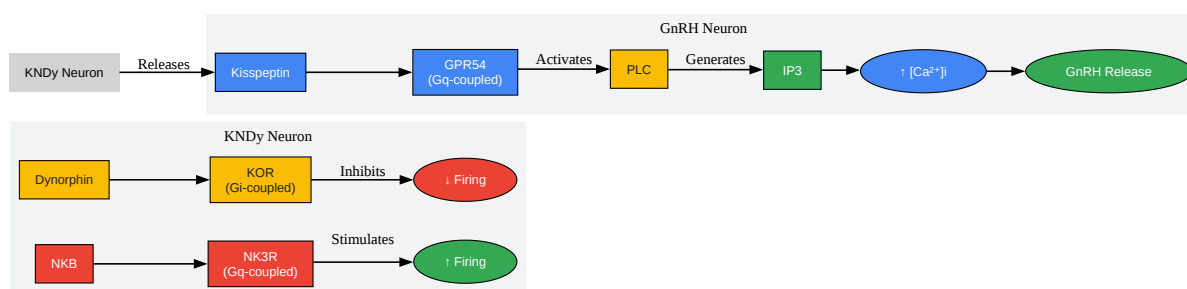 GnRH Neuron
KNDy Neuron
Releases
Kisspeptin
GPR54
(Gq-coupled)
Activates
PLC
Generates
IP3
↑ [Ca²⁺]i
GnRH Release
KNDy Neuron
Dynorphin
KOR
(Gi-coupled)
Inhibits
↓ Firing
NKB
NK3R
(Gq-coupled)
Stimulates
↑ Firing